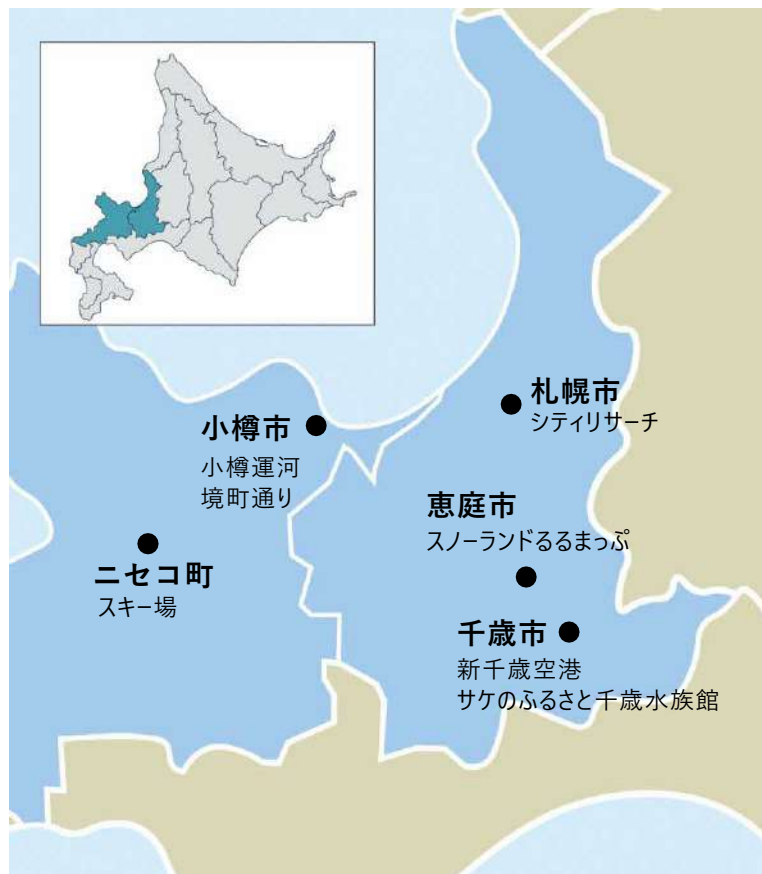 札幌市
シティリサーチ
小樽市
小樽運河
境町通り
恵庭市
スノーランドるるまっぷ
ニセコ町
スキー場
千歳市
新千歳空港
サケのふるさと千歳水族館